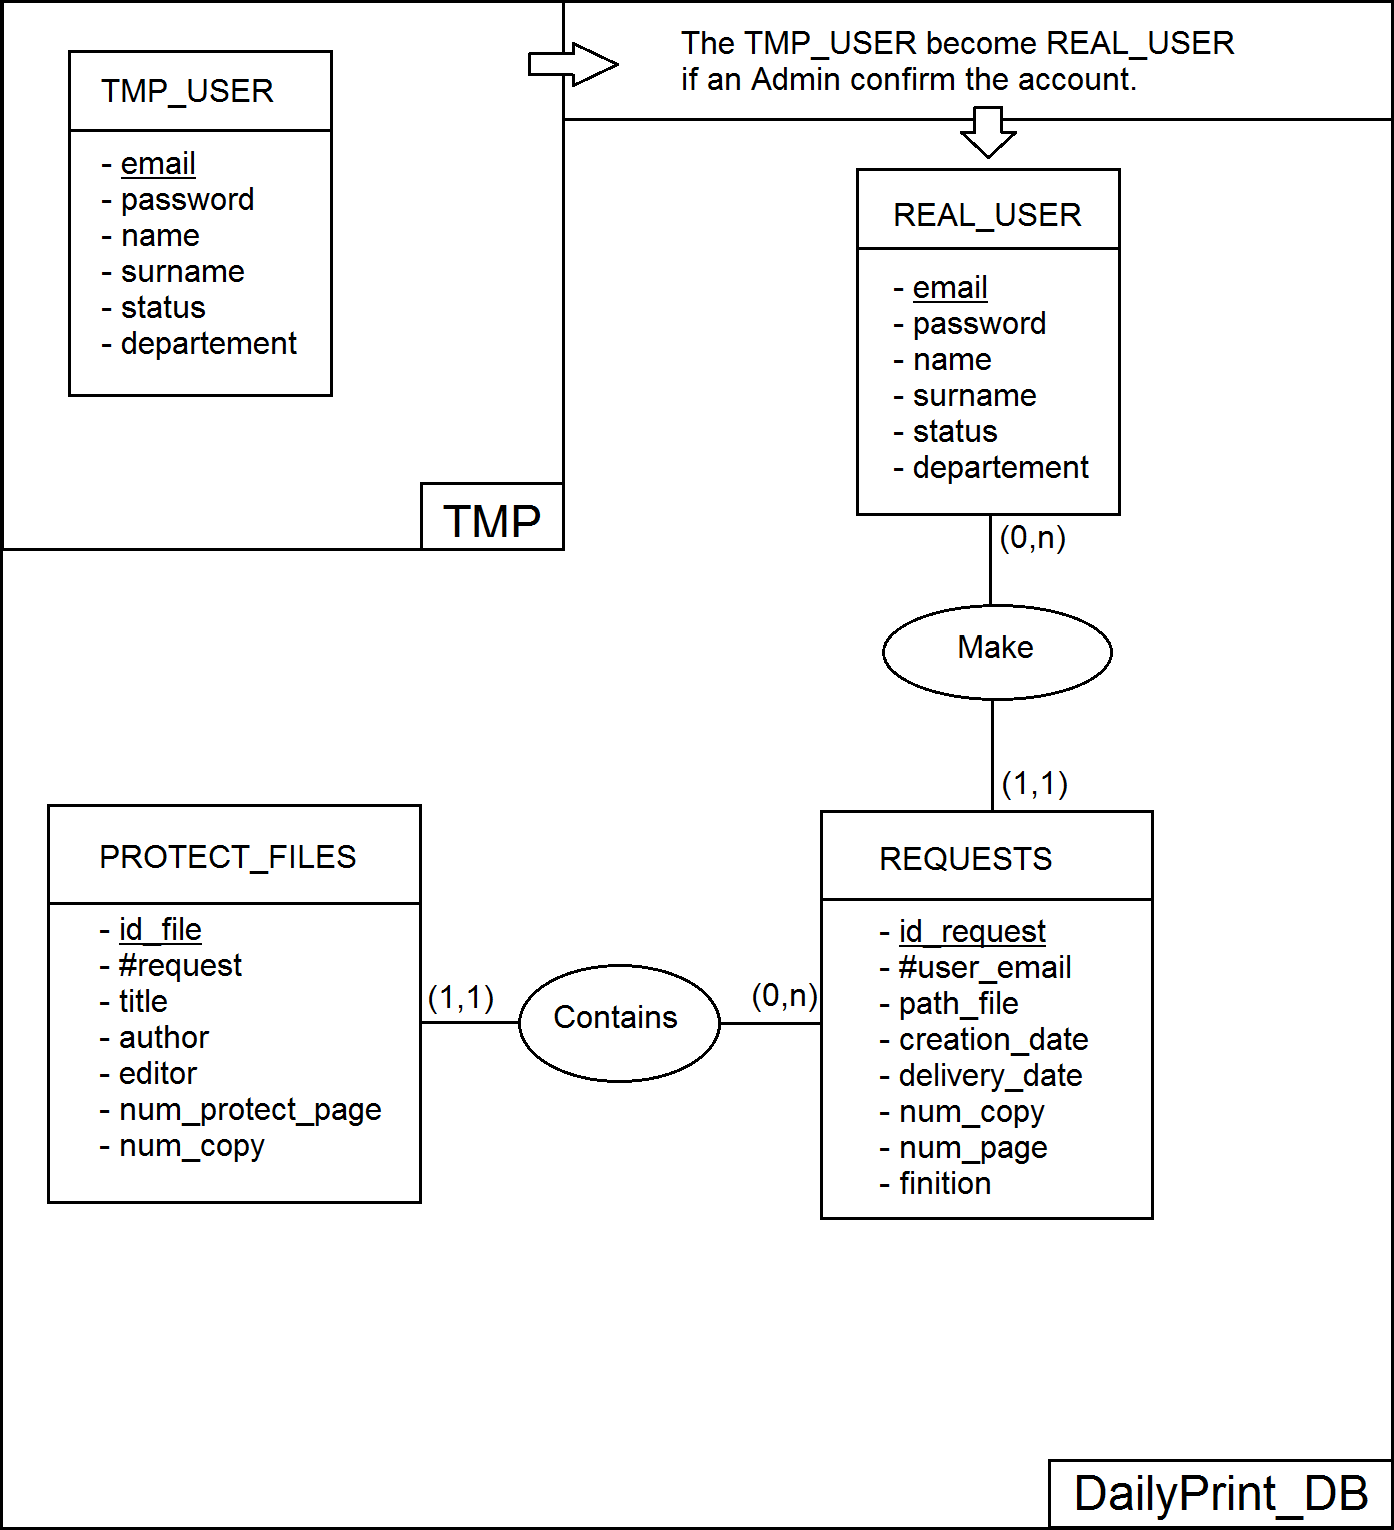 TMP_USER
- email
- password
- name
- surname
- status
- departement
TMP
The TMP_USER become REAL_USER
if an Admin confirm the account.
REAL_USER
- email
- password
- name
- surname
- status
- departement
(0,n)
Make
(1,1)
PROTECT_FILES
- id_file
- #request
- title
- author
- editor
- num_protect_page
- num_copy
(1,1)
Contains
(0,n)
REQUESTS
- id_request
- #user_email
- path_file
- creation_date
- delivery_date
- num_copy
- num_page
- finition
DailyPrint_DB